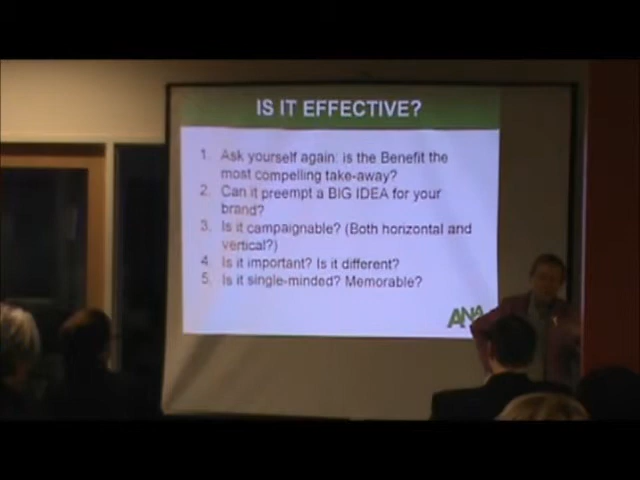 IS IT EFFECTIVE?
1. Ask yourself again: is the Benefit the
most compelling take-away?
2. Can it preempt a BIG IDEA for your
brand?
3. Is it campaignable? (Both horizontal and
vertical?)
4. Is it important? Is it different?
5. Is it single-minded? Memorable?
ANA